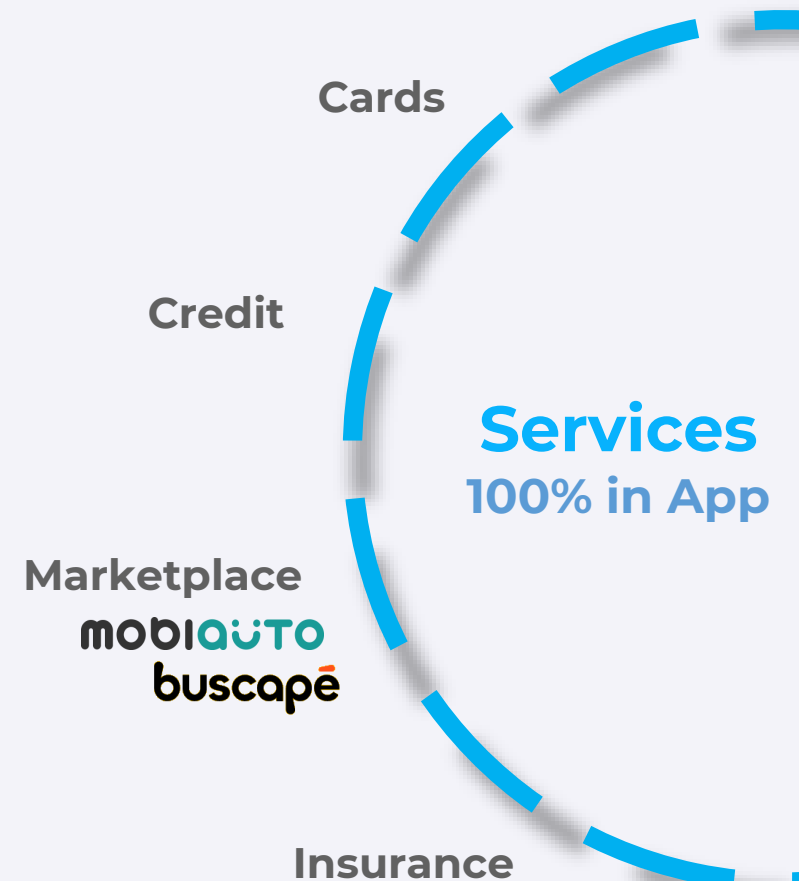 Cards
Credit
Services
100% in App
Marketplace
mobiauto
buscapé
Insurance